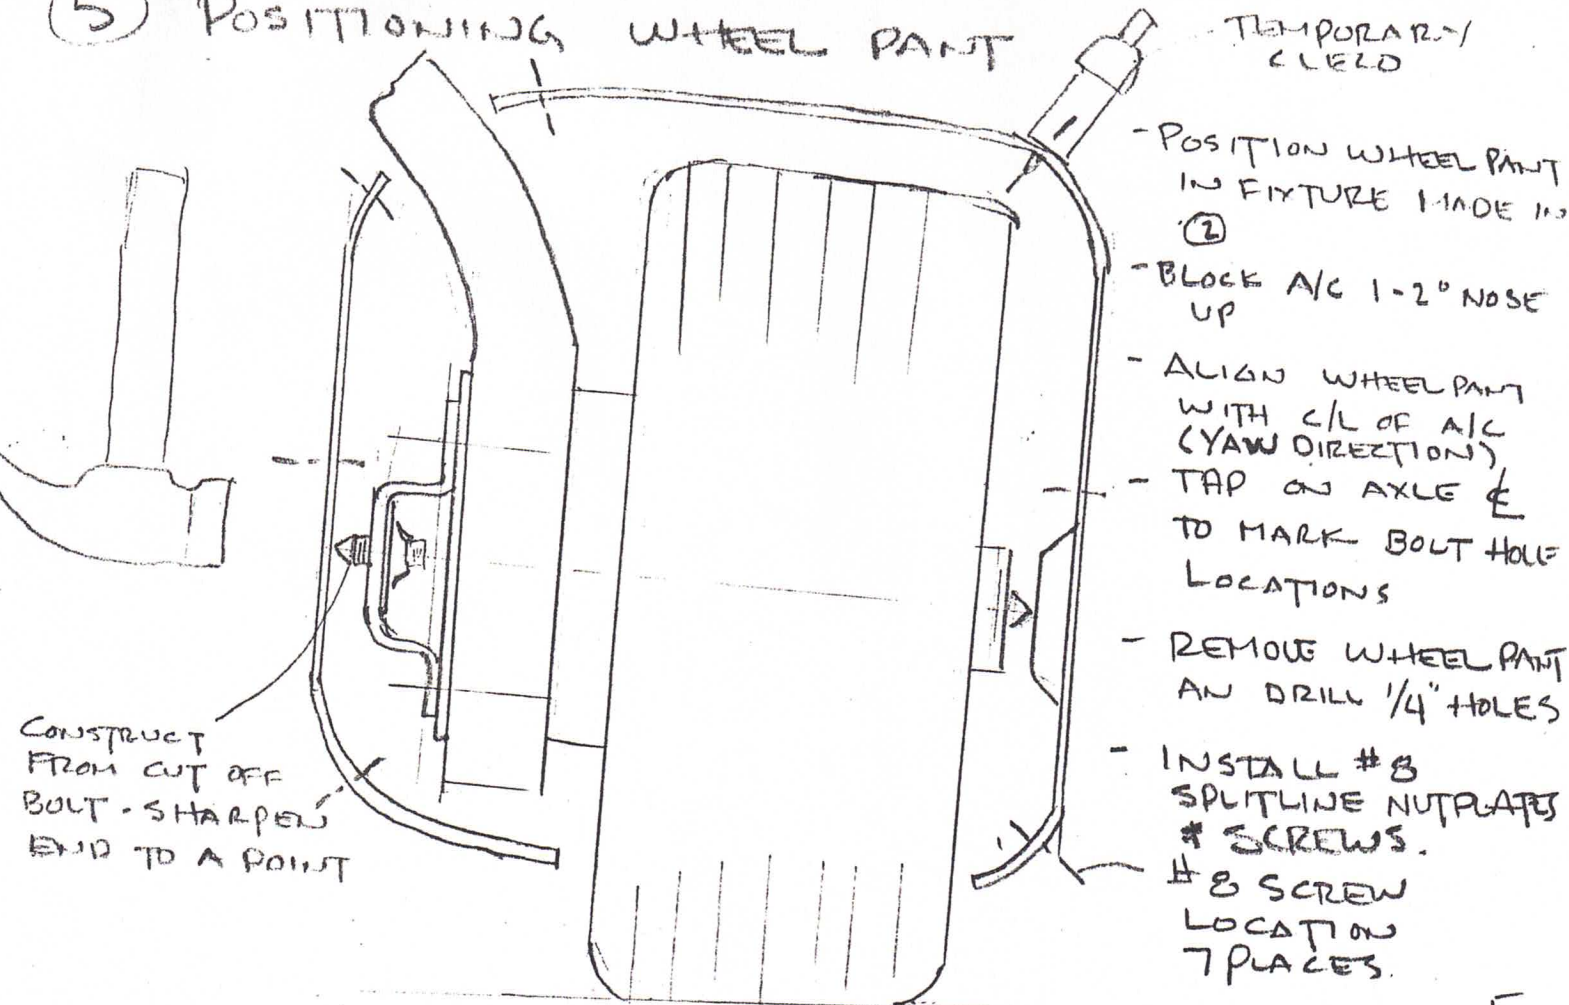 5 POSITIONING WHEEL PANT
TEMPORARY
CLECO
- POSITION WHEEL PANT
IN FIXTURE MADE IN
2
- BLOCK A/C 1-2° NOSE
UP
- ALIGN WHEEL PANT
WITH C/L OF A/C
(YAW DIRECTION)
- TAP ON AXLE ℄
TO MARK BOLT HOLE
LOCATIONS
- REMOVE WHEEL PANT
AN DRILL 1/4" HOLES
- INSTALL #8
SPLITLINE NUTPLATES
& SCREWS.
#8 SCREW
LOCATION
7 PLACES.
CONSTRUCT
FROM CUT OFF
BOLT - SHARPEN
END TO A POINT